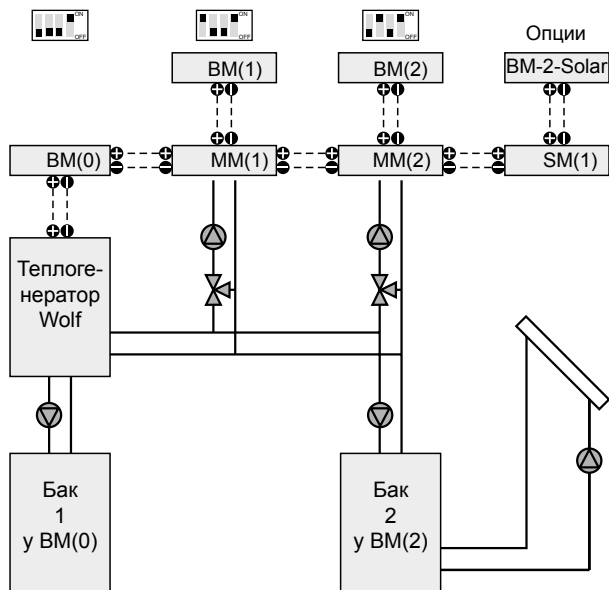 ON
OFF
ON
OFF
ON
OFF
Опции
BM(1)
BM(2)
BM-2-Solar
BM(0)
MM(1)
MM(2)
SM(1)
Теплоге-
нератор
Wolf
Бак
1
у BM(0)
Бак
2
у BM(2)